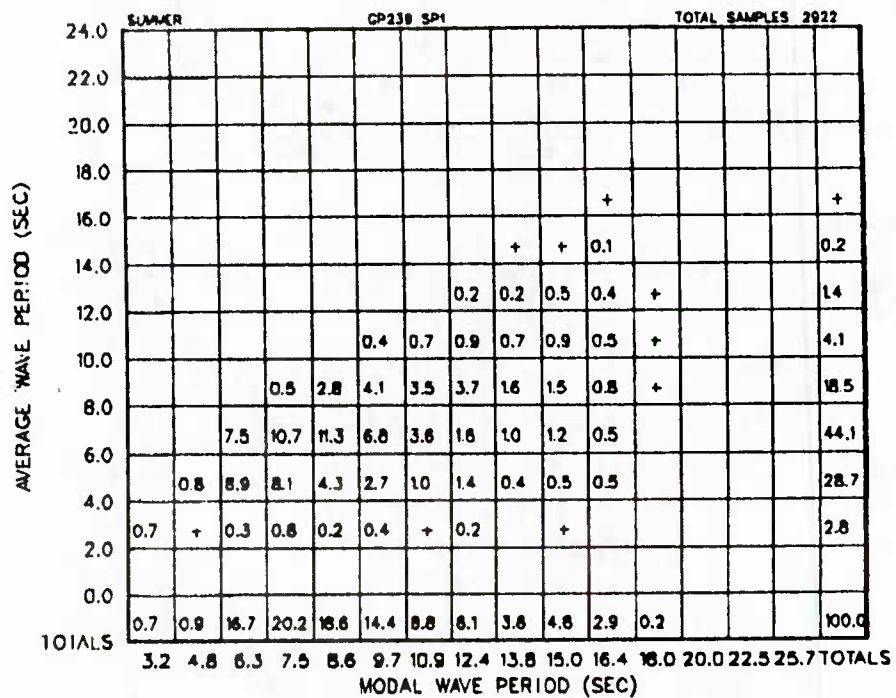 SUMMER GP239 SP1 TOTAL SAMPLES 2922
24.0
22.0
20.0
18.0
+ +
16.0
+ + 0.1 0.2
14.0
0.2 0.2 0.5 0.4 + 1.4
12.0
0.4 0.7 0.9 0.7 0.9 0.5 + 4.1
10.0
0.5 2.8 4.1 3.5 3.7 1.6 1.5 0.8 + 18.5
8.0
7.5 10.7 11.3 6.8 3.6 1.6 1.0 1.2 0.5 44.1
6.0
0.8 8.9 8.1 4.3 2.7 1.0 1.4 0.4 0.5 0.5 28.7
4.0
0.7 + 0.3 0.8 0.2 0.4 + 0.2 + 2.8
2.0
0.0
0.7 0.9 16.7 20.2 18.6 14.4 8.8 8.1 3.8 4.6 2.9 0.2 100.0
TOTALS
3.2 4.8 6.3 7.5 8.6 9.7 10.9 12.4 13.8 15.0 16.4 18.0 20.0 22.5 25.7 TOTALS
MODAL WAVE PERIOD (SEC)
AVERAGE WAVE PERIOD (SEC)